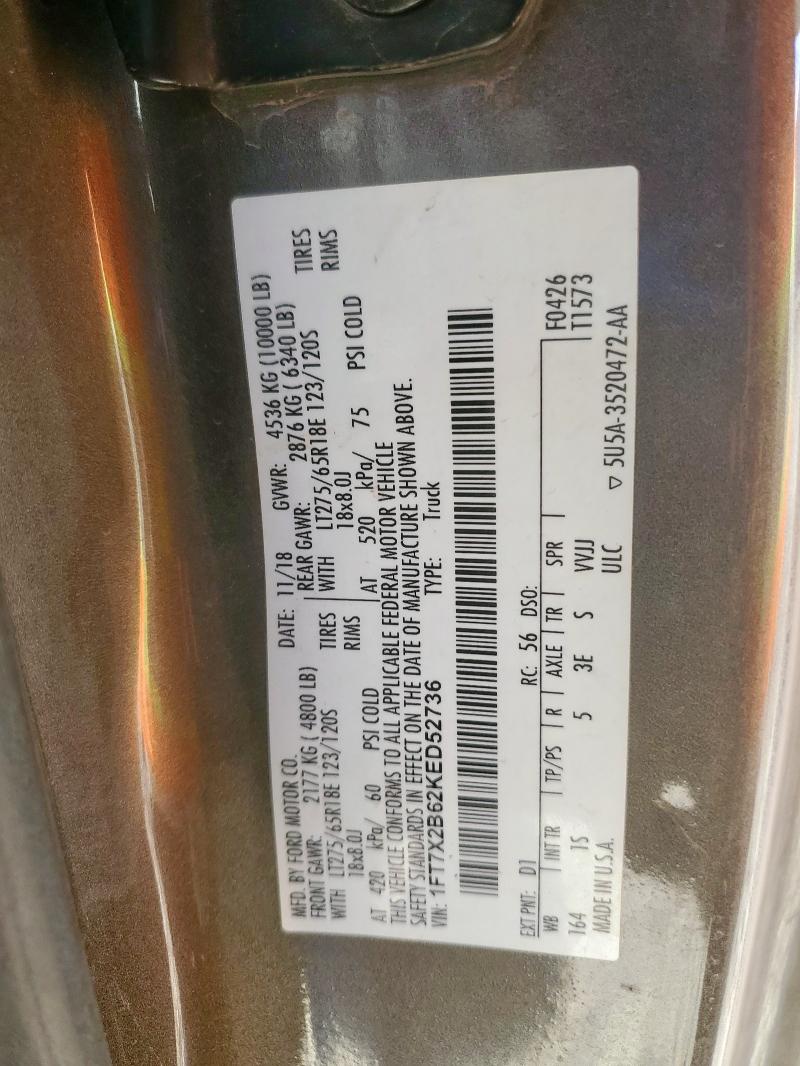 MFD. BY FORD MOTOR CO.
DATE: 11/18 GVWR: 4536 KG (10000 LB)
FRONT GAWR: 2177 KG ( 4800 LB) REAR GAWR: 2876 KG ( 6340 LB)
WITH LT275/65R18E 123/120S TIRES WITH LT275/65R18E 123/120S TIRES
18x8.0J RIMS 18x8.0J RIMS
AT 420 kPa/ 60 PSI COLD AT 520 kPa/ 75 PSI COLD
THIS VEHICLE CONFORMS TO ALL APPLICABLE FEDERAL MOTOR VEHICLE
SAFETY STANDARDS IN EFFECT ON THE DATE OF MANUFACTURE SHOWN ABOVE.
VIN: 1FT7X2B62KED52736 TYPE: Truck
EXT PNT: D1 RC: 56 DSO:
WB INT TR TP/PS R AXLE TR SPR F0426
164 1S 5 3E S VVJJ T1573
MADE IN U.S.A. ULC ▽ 5U5A-3520472-AA